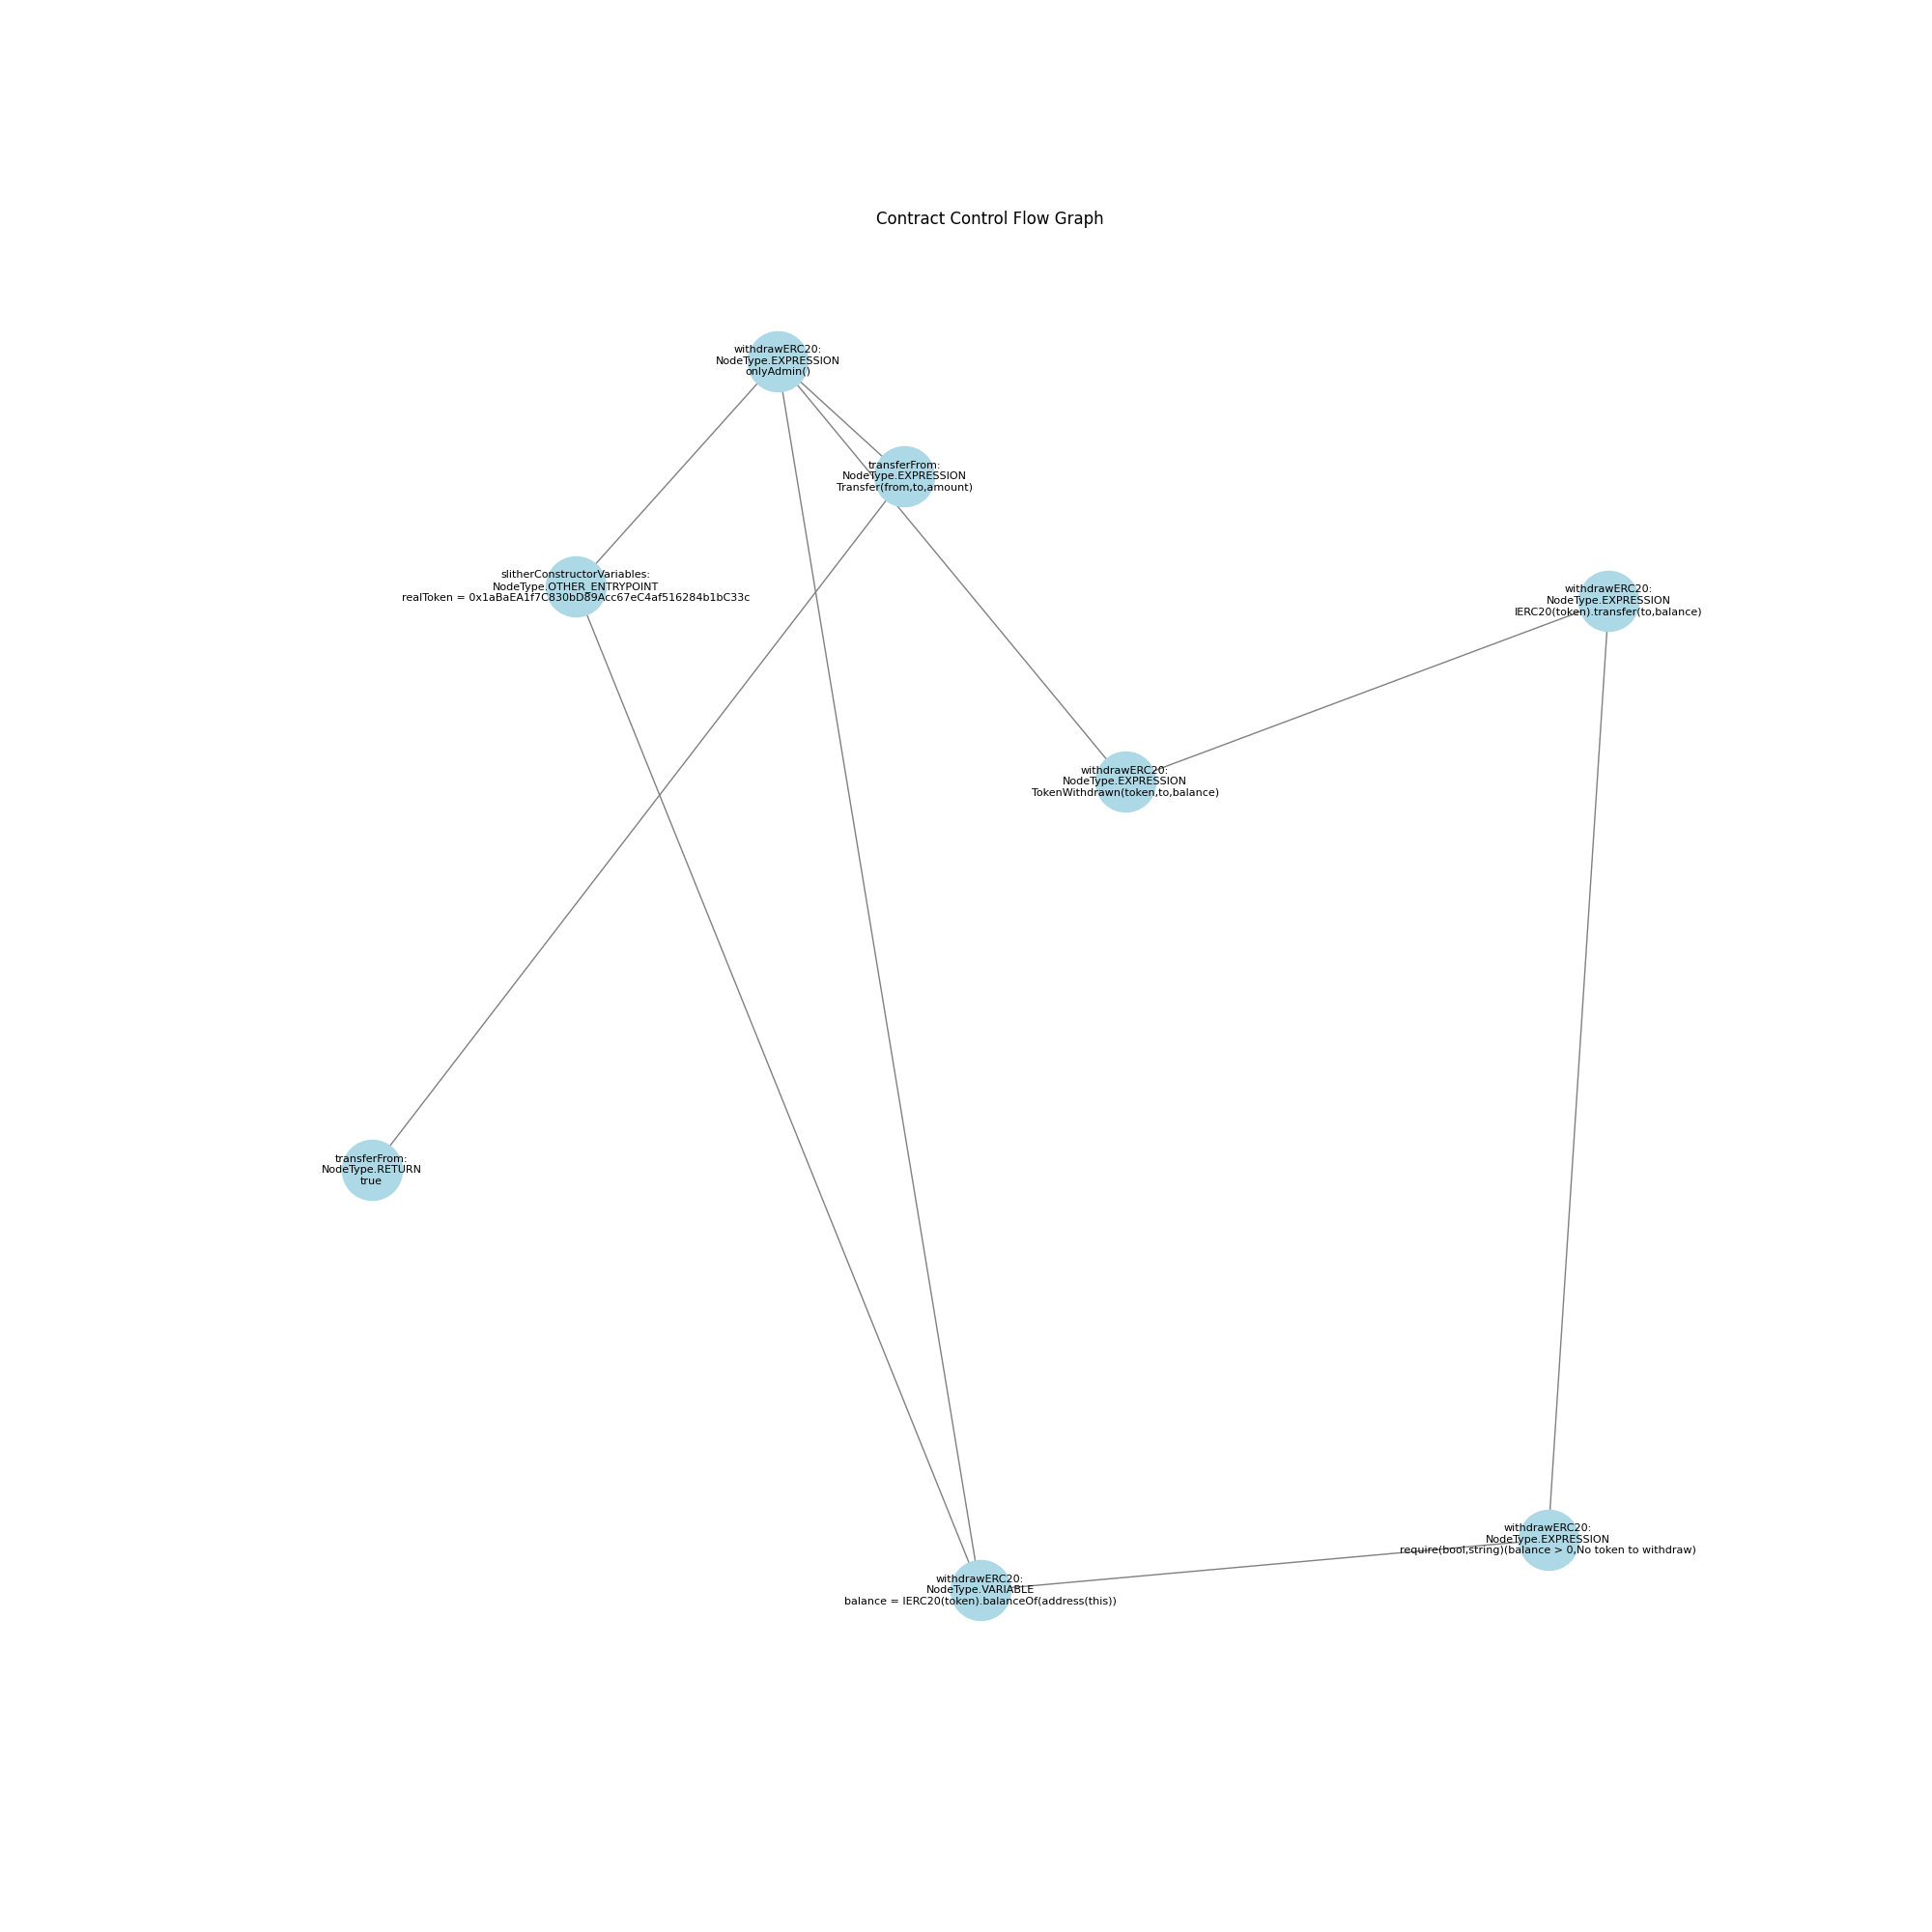 Contract Control Flow Graph
withdrawERC20:
NodeType.EXPRESSION
onlyAdmin()
transferFrom:
NodeType.EXPRESSION
Transfer(from,to,amount)
slitherConstructorVariables:
NodeType.OTHER_ENTRYPOINT
realToken = 0x1aBaEA1f7C830bD89Acc67eC4af516284b1bC33c
withdrawERC20:
NodeType.EXPRESSION
IERC20(token).transfer(to,balance)
withdrawERC20:
NodeType.EXPRESSION
TokenWithdrawn(token,to,balance)
transferFrom:
NodeType.RETURN
true
withdrawERC20:
NodeType.EXPRESSION
require(bool,string)(balance > 0,No token to withdraw)
withdrawERC20:
NodeType.VARIABLE
balance = IERC20(token).balanceOf(address(this))